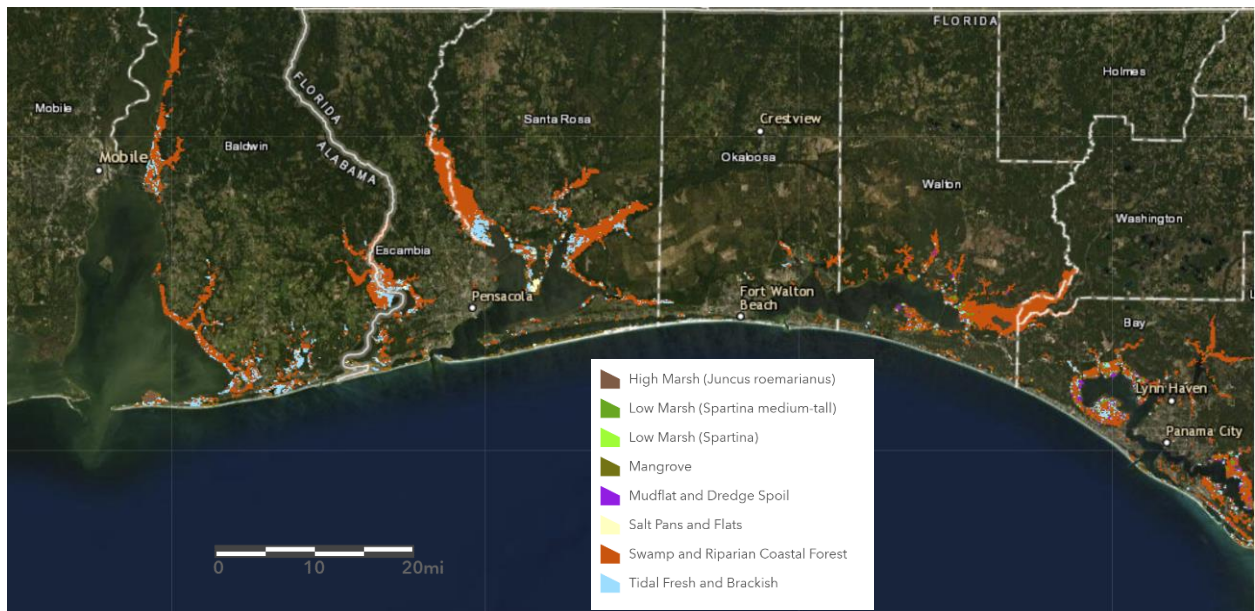 FLORIDA
Holmes
FLORIDA
Mobile
Santa Rosa
Crestview
ALABAMA
Baldwin
Mobile
Okaloosa
Walton
Washington
Escambia
Pensacola
Fort Walton
Beach
Bay
Lynn Haven
Panama City
High Marsh (Juncus roemarianus)
Low Marsh (Spartina medium-tall)
Low Marsh (Spartina)
Mangrove
Mudflat and Dredge Spoil
Salt Pans and Flats
Swamp and Riparian Coastal Forest
Tidal Fresh and Brackish
0 10 20mi